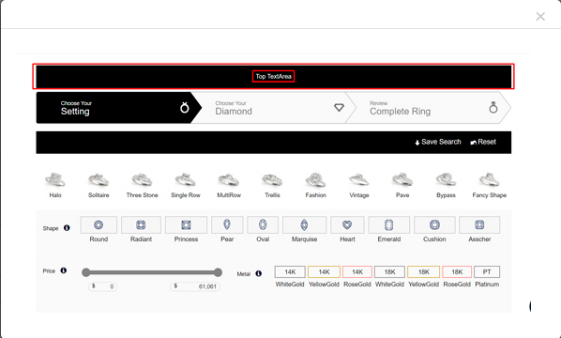 Top TextArea
Choose Your
Setting
Choose Your
Diamond
Review
Complete Ring
Save Search Reset
Halo Solitaire Three Stone Single Row MultiRow Trellis Fashion Vintage Pave Bypass Fancy Shape
Shape
Round Radiant Princess Pear Oval Marquise Heart Emerald Cushion Asscher
Price
$ 0
$ 61,061
Metal
14K 14K 14K 18K 18K 18K PT
WhiteGold YellowGold RoseGold WhiteGold YellowGold RoseGold Platinum